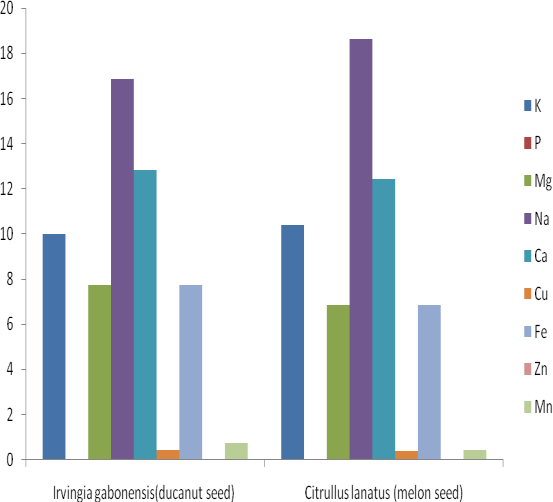 20
18
16
14
12
10
8
6
4
2
0
Irvingia gabonensis(ducanut seed)
Citrullus lanatus (melon seed)
K
P
Mg
Na
Ca
Cu
Fe
Zn
Mn